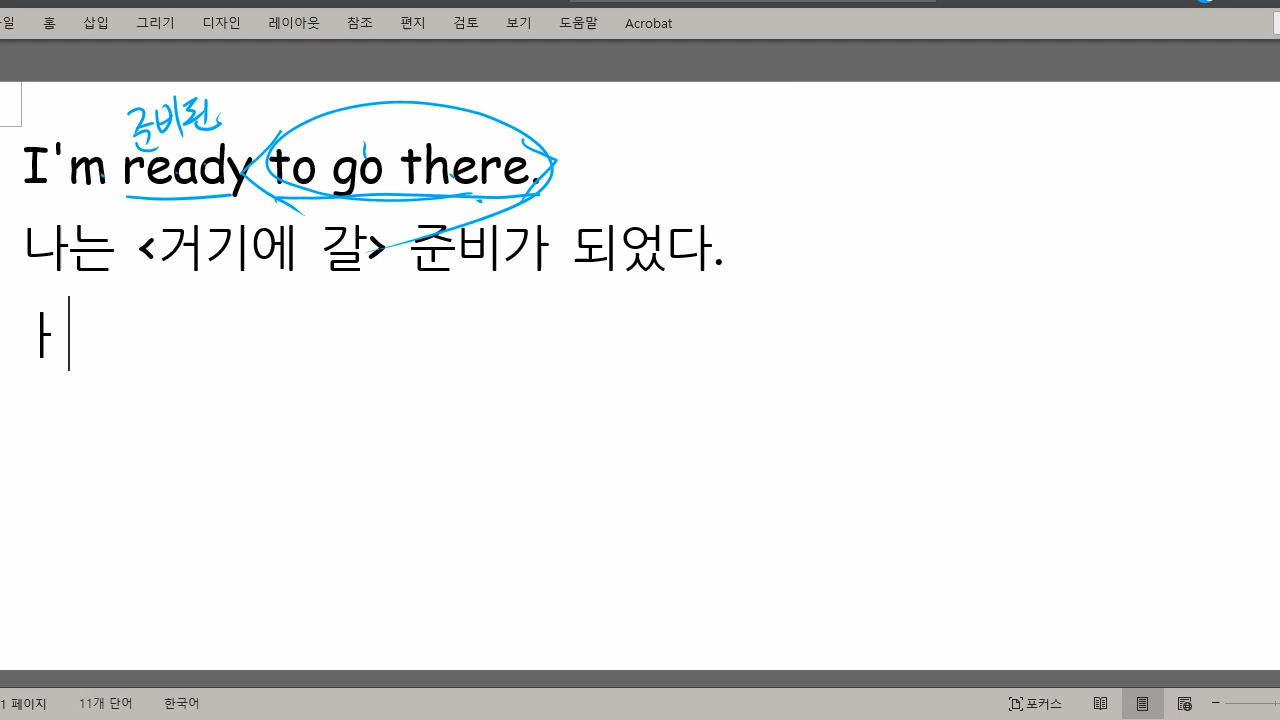 일 홈 삽입 그리기 디자인 레이아웃 참조 편지 검토 보기 도움말 Acrobat
준비된
I'm ready to go there.
나는 <거기에 갈> 준비가 되었다.
ㅏ
1 페이지 11개 단어 한국어 포커스